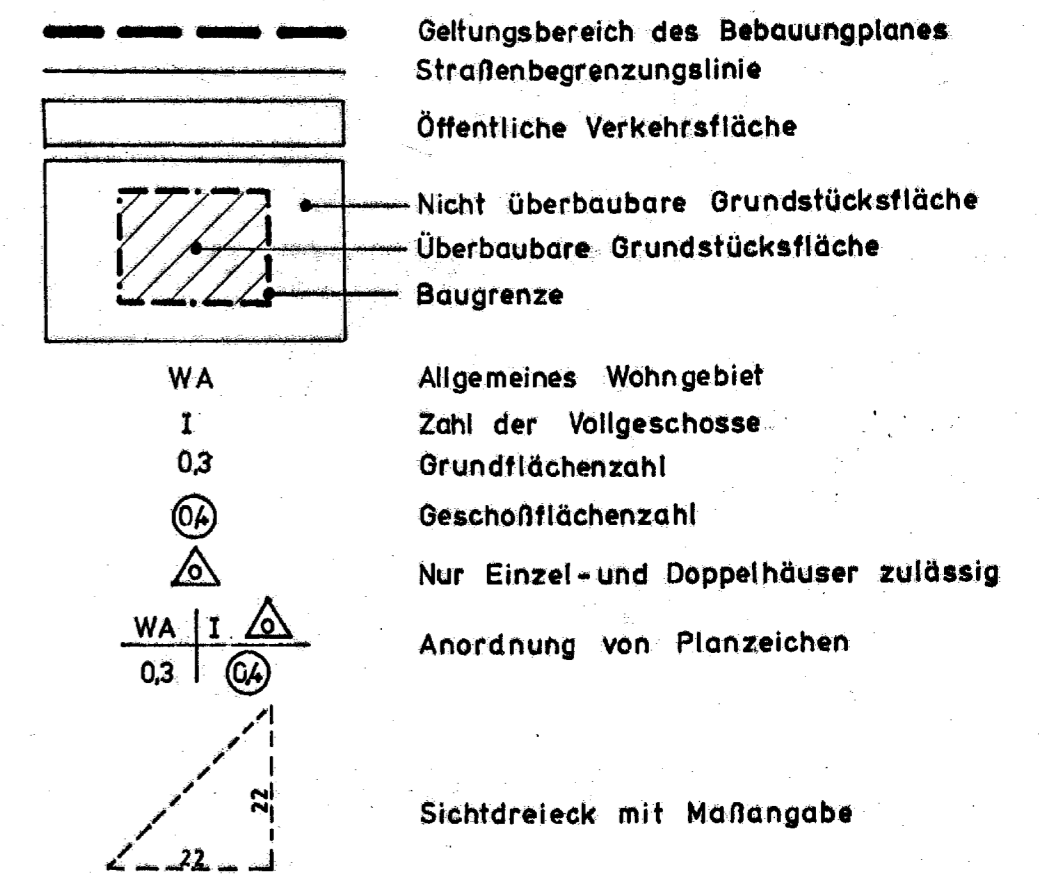 Geltungsbereich des Bebauungplanes
Straßenbegrenzungslinie
Öffentliche Verkehrsfläche
Nicht überbaubare Grundstücksfläche
Überbaubare Grundstücksfläche
Baugrenze
WA Allgemeines Wohngebiet
I Zahl der Vollgeschosse
0,3 Grundflächenzahl
0,4 Geschoßflächenzahl
o Nur Einzel-und Doppelhäuser zulässig
WA I o
0,3 0,4
Anordnung von Planzeichen
22
22
Sichtdreieck mit Maßangabe